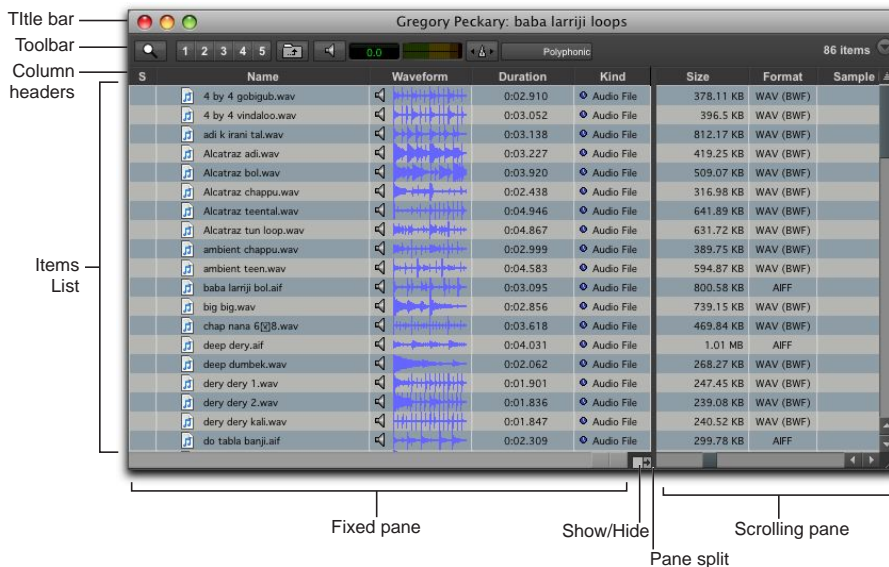 TItle bar
Gregory Peckary: baba larriji loops
Toolbar
1 2 3 4 5 0.0 Polyphonic 86 items
Column headers
S Name Waveform Duration Kind Size Format Sample
4 by 4 gobigub.wav 0:02.910 Audio File 378.11 KB WAV (BWF)
4 by 4 vindaloo.wav 0:03.052 Audio File 396.5 KB WAV (BWF)
adi k irani tal.wav 0:03.138 Audio File 812.17 KB WAV (BWF)
Alcatraz adi.wav 0:03.227 Audio File 419.25 KB WAV (BWF)
Alcatraz bol.wav 0:03.920 Audio File 509.07 KB WAV (BWF)
Alcatraz chappu.wav 0:02.438 Audio File 316.98 KB WAV (BWF)
Alcatraz teental.wav 0:04.946 Audio File 641.89 KB WAV (BWF)
Alcatraz tun loop.wav 0:04.867 Audio File 631.72 KB WAV (BWF)
ambient chappu.wav 0:02.999 Audio File 389.75 KB WAV (BWF)
Items List
ambient teen.wav 0:04.583 Audio File 594.87 KB WAV (BWF)
baba larriji bol.aif 0:03.095 Audio File 800.58 KB AIFF
big big.wav 0:02.856 Audio File 739.15 KB WAV (BWF)
chap nana 6 8.wav 0:03.618 Audio File 469.84 KB WAV (BWF)
deep dery.aif 0:04.031 Audio File 1.01 MB AIFF
deep dumbek.wav 0:02.062 Audio File 268.27 KB WAV (BWF)
dery dery 1.wav 0:01.901 Audio File 247.45 KB WAV (BWF)
dery dery 2.wav 0:01.836 Audio File 239.08 KB WAV (BWF)
dery dery kali.wav 0:01.847 Audio File 240.52 KB WAV (BWF)
do tabla banji.aif 0:02.309 Audio File 299.78 KB AIFF
Fixed pane
Show/Hide
Scrolling pane
Pane split